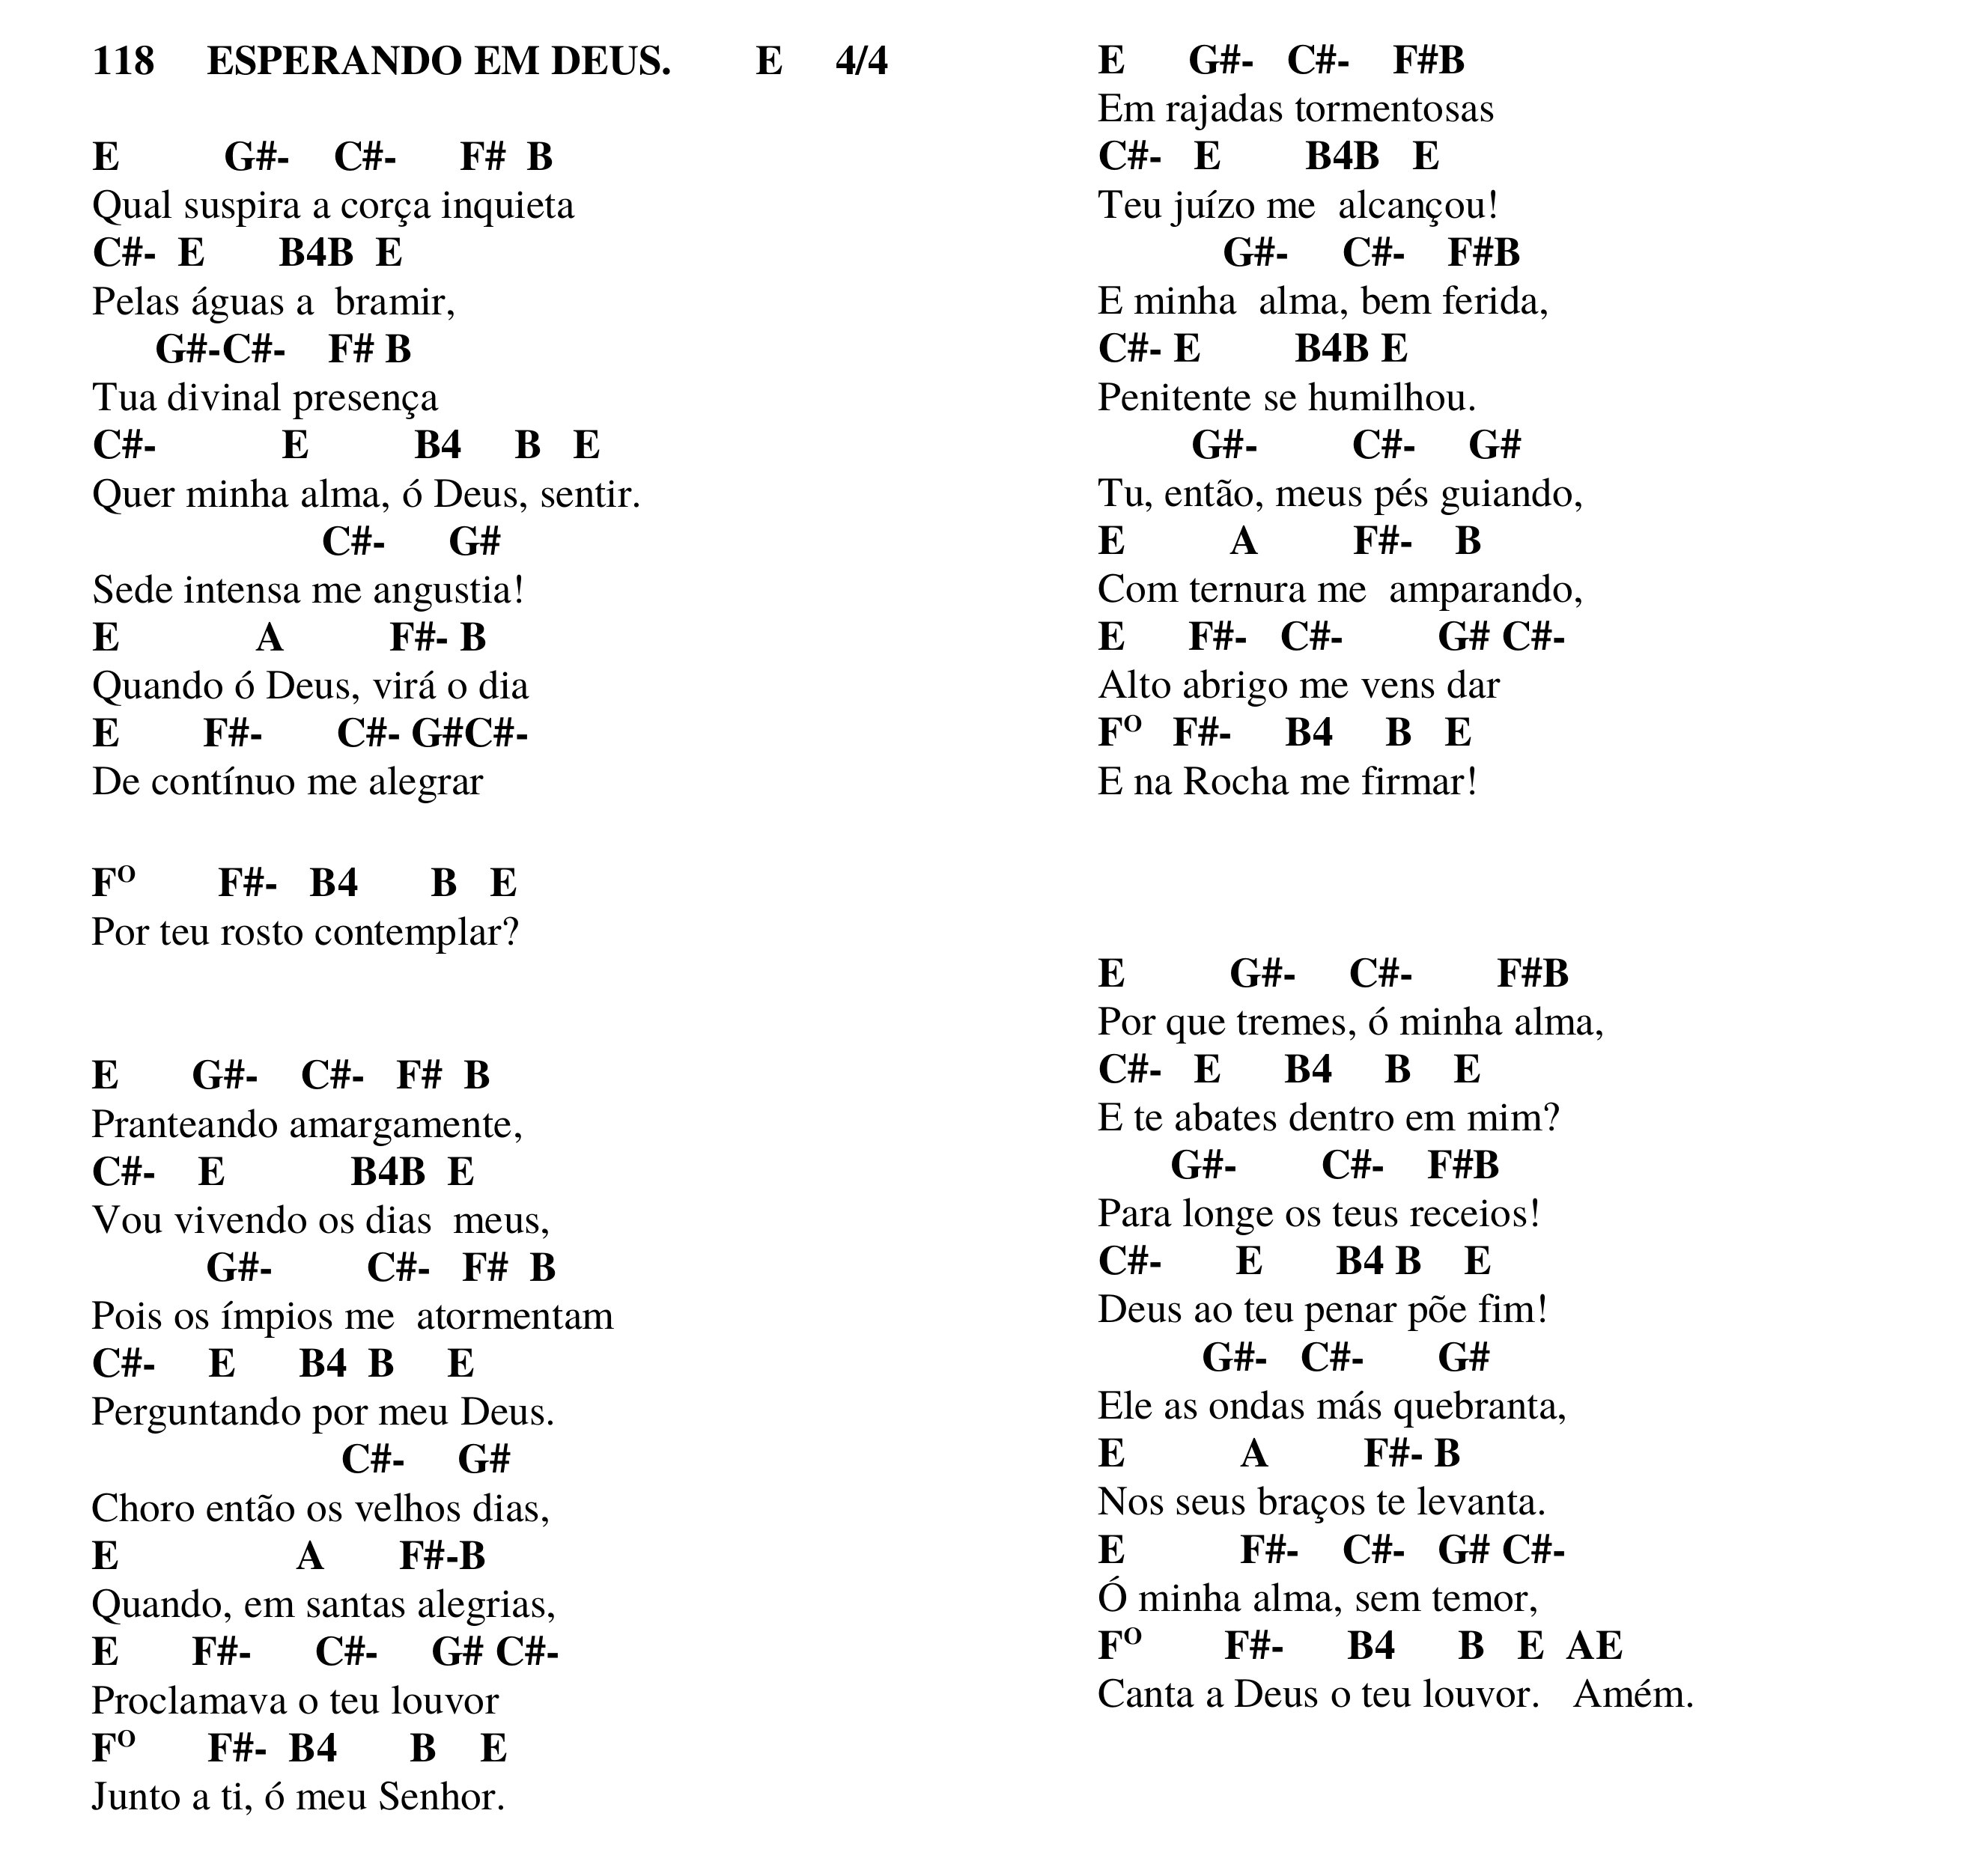 118 ESPERANDO EM DEUS. E 4/4
E G#- C#- F# B
Qual suspira a corça inquieta
C#- E B4B E
Pelas águas a bramir,
G#-C#- F# B
Tua divinal presença
C#- E B4 B E
Quer minha alma, ó Deus, sentir.
C#- G#
Sede intensa me angustia!
E A F#- B
Quando ó Deus, virá o dia
E F#- C#- G#C#-
De contínuo me alegrar
Fº F#- B4 B E
Por teu rosto contemplar?
E G#- C#- F# B
Pranteando amargamente,
C#- E B4B E
Vou vivendo os dias meus,
G#- C#- F# B
Pois os ímpios me atormentam
C#- E B4 B E
Perguntando por meu Deus.
C#- G#
Choro então os velhos dias,
E A F#-B
Quando, em santas alegrias,
E F#- C#- G# C#-
Proclamava o teu louvor
Fº F#- B4 B E
Junto a ti, ó meu Senhor.
E G#- C#- F#B
Em rajadas tormentosas
C#- E B4B E
Teu juízo me alcançou!
G#- C#- F#B
E minha alma, bem ferida,
C#- E B4B E
Penitente se humilhou.
G#- C#- G#
Tu, então, meus pés guiando,
E A F#- B
Com ternura me amparando,
E F#- C#- G# C#-
Alto abrigo me vens dar
Fº F#- B4 B E
E na Rocha me firmar!
E G#- C#- F#B
Por que tremes, ó minha alma,
C#- E B4 B E
E te abates dentro em mim?
G#- C#- F#B
Para longe os teus receios!
C#- E B4 B E
Deus ao teu penar põe fim!
G#- C#- G#
Ele as ondas más quebranta,
E A F#- B
Nos seus braços te levanta.
E F#- C#- G# C#-
Ó minha alma, sem temor,
Fº F#- B4 B E AE
Canta a Deus o teu louvor. Amém.